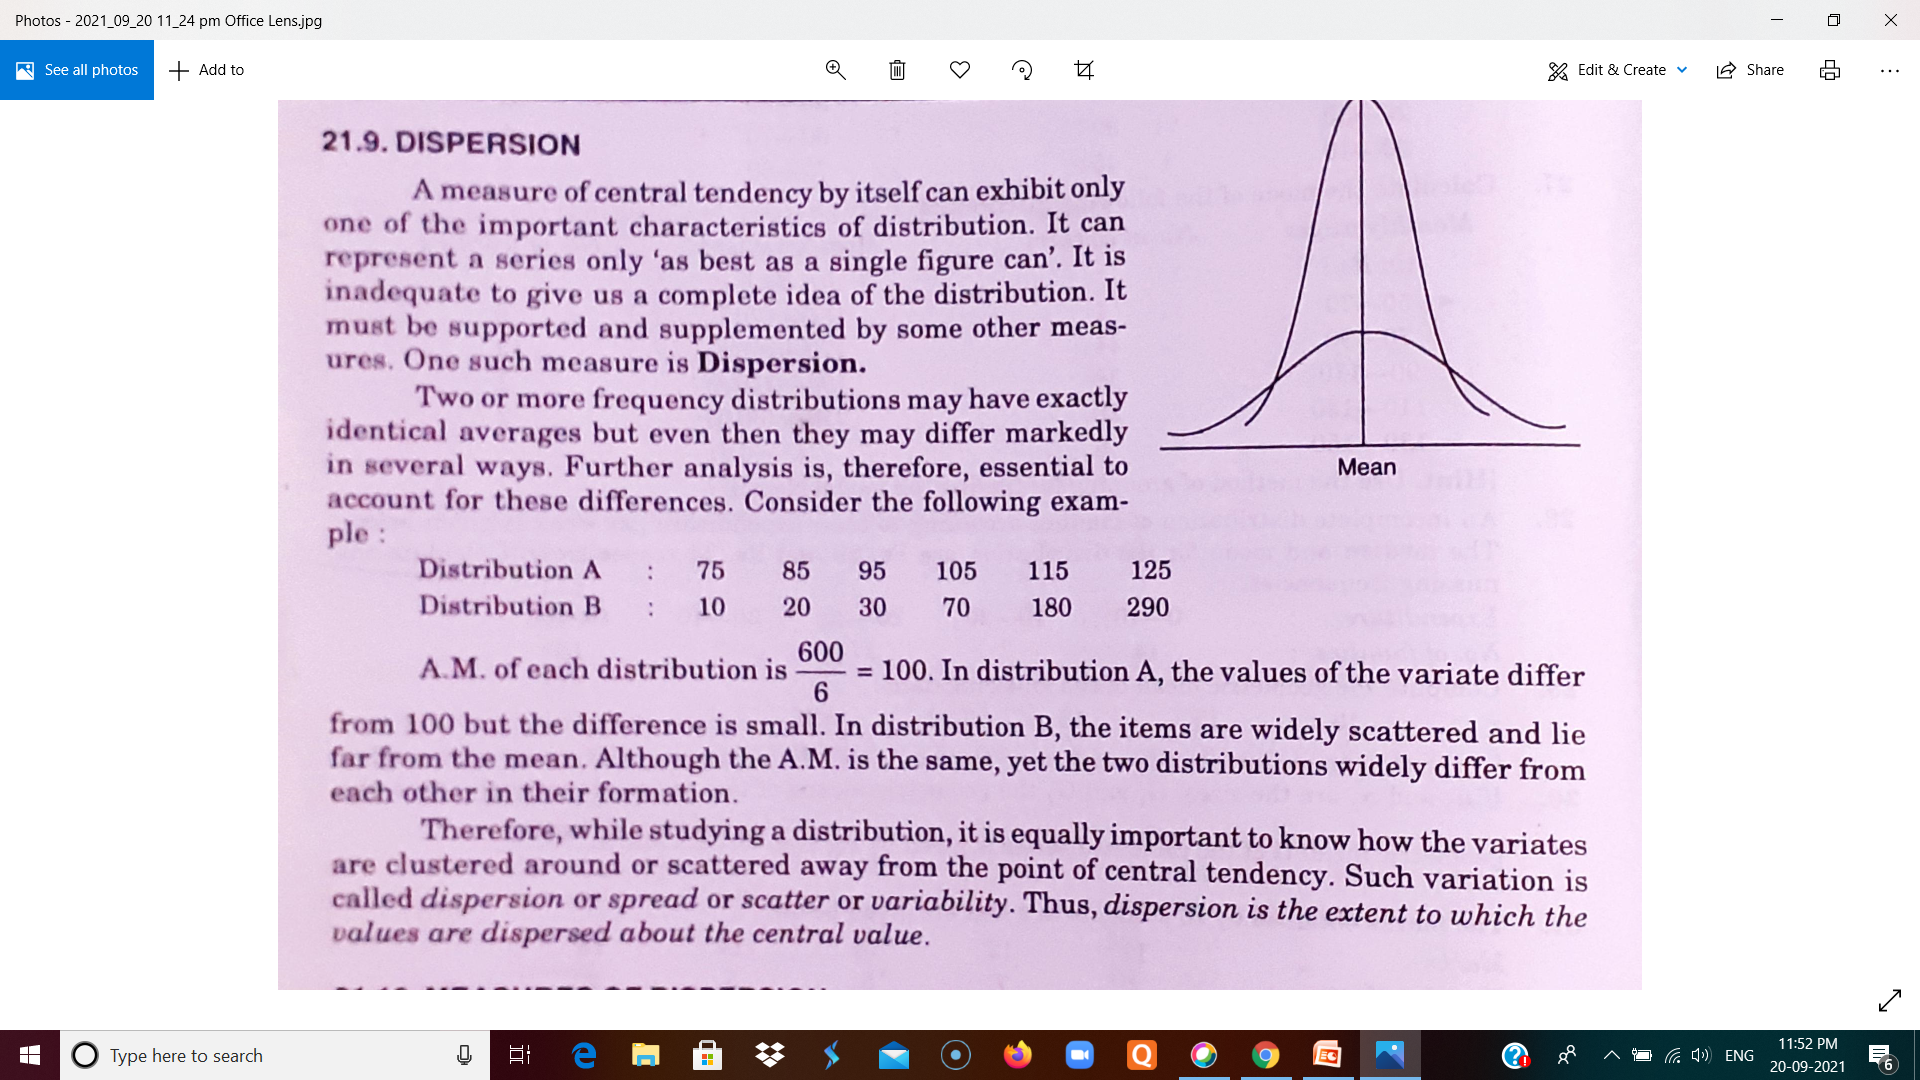 Photos - 2021_09_20 11_24 pm Office Lens.jpg
See all photos
Add to
Edit & Create
Share
21.9. DISPERSION
A measure of central tendency by itself can exhibit only
one of the important characteristics of distribution. It can
represent a series only ‘as best as a single figure can’. It is
inadequate to give us a complete idea of the distribution. It
must be supported and supplemented by some other meas-
ures. One such measure is Dispersion.
Two or more frequency distributions may have exactly
identical averages but even then they may differ markedly
in several ways. Further analysis is, therefore, essential to
account for these differences. Consider the following exam-
ple :
Mean
Distribution A : 75 85 95 105 115 125
Distribution B : 10 20 30 70 180 290
A.M. of each distribution is 600/6 = 100. In distribution A, the values of the variate differ
from 100 but the difference is small. In distribution B, the items are widely scattered and lie
far from the mean. Although the A.M. is the same, yet the two distributions widely differ from
each other in their formation.
Therefore, while studying a distribution, it is equally important to know how the variates
are clustered around or scattered away from the point of central tendency. Such variation is
called dispersion or spread or scatter or variability. Thus, dispersion is the extent to which the
values are dispersed about the central value.
Type here to search
ENG
11:52 PM
20-09-2021
6